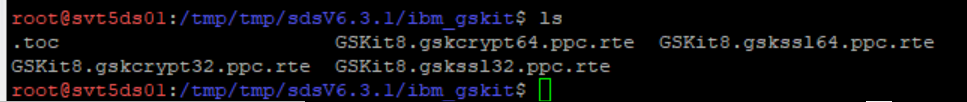 root@svt5ds01:/tmp/tmp/sdsV6.3.1/ibm_gskit$ ls
.toc GSKit8.gskcrypt64.ppc.rte GSKit8.gskssl64.ppc.rte
GSKit8.gskcrypt32.ppc.rte GSKit8.gskssl32.ppc.rte
root@svt5ds01:/tmp/tmp/sdsV6.3.1/ibm_gskit$